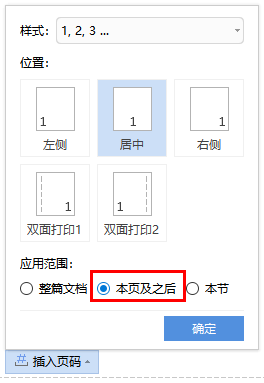 样式： 1, 2, 3 ...
位置：
1 1 1
左侧 居中 右侧
1 1
双面打印1 双面打印2
应用范围：
整篇文档 本页及之后 本节
确定
插入页码